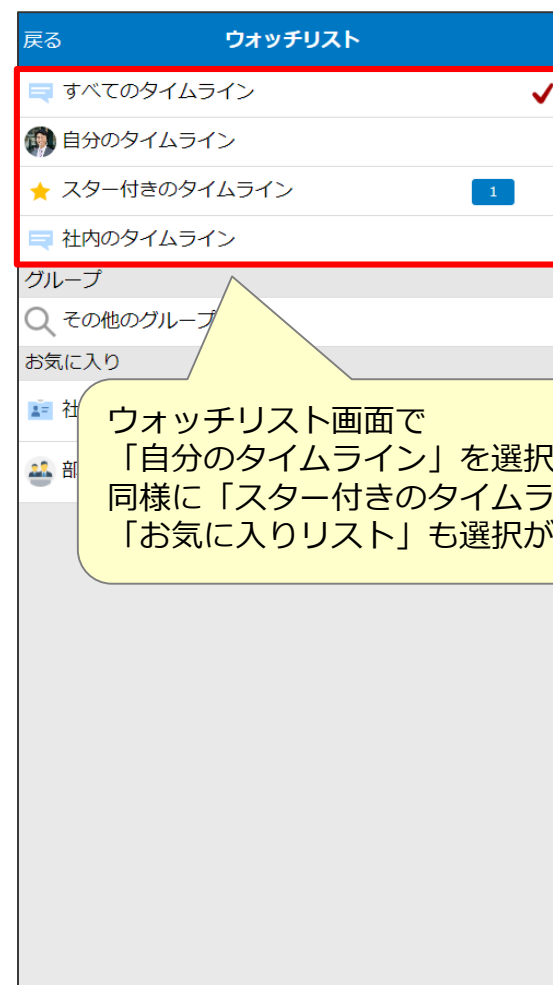 戻る ウォッチリスト
すべてのタイムライン
自分のタイムライン
スター付きのタイムライン 1
社内のタイムライン
グループ
その他のグループ
お気に入り
社
部
ウォッチリスト画面で
「自分のタイムライン」を選択
同様に「スター付きのタイムラ
「お気に入りリスト」も選択が